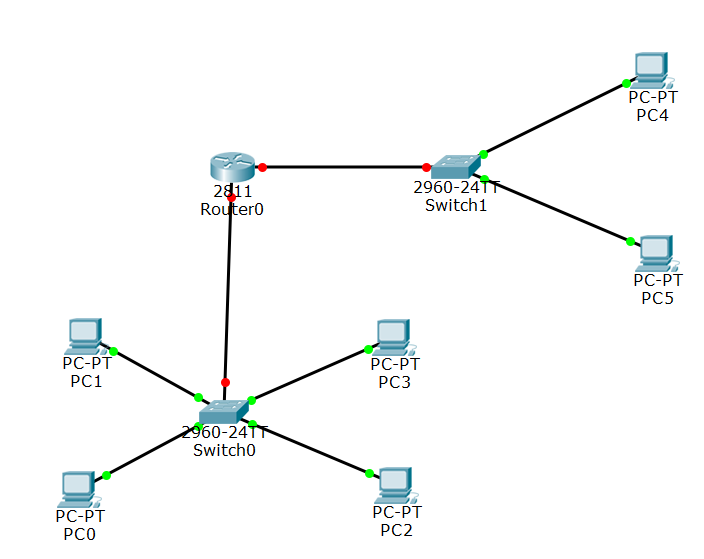 PC-PT
PC4
2811
Router0
2960-24TT
Switch1
PC-PT
PC5
PC-PT
PC1
PC-PT
PC3
2960-24TT
Switch0
PC-PT
PC0
PC-PT
PC2